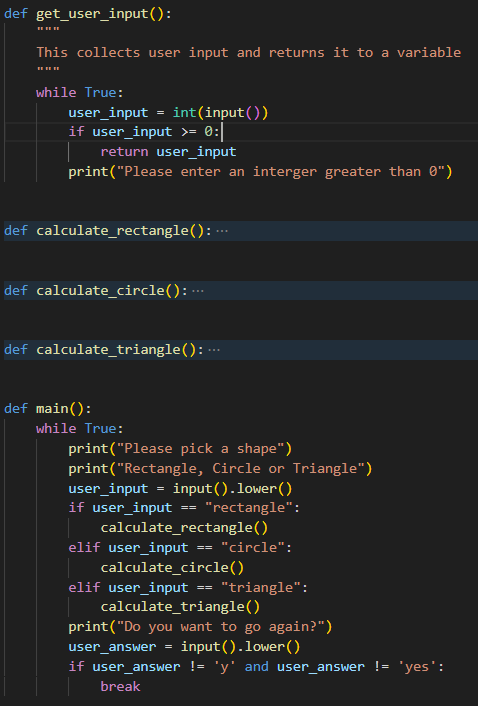 def get_user_input():
    """
    This collects user input and returns it to a variable
    """
    while True:
        user_input = int(input())
        if user_input >= 0:
            return user_input
        print("Please enter an interger greater than 0")
def calculate_rectangle():···
def calculate_circle():···
def calculate_triangle():···
def main():
    while True:
        print("Please pick a shape")
        print("Rectangle, Circle or Triangle")
        user_input = input().lower()
        if user_input == "rectangle":
            calculate_rectangle()
        elif user_input == "circle":
            calculate_circle()
        elif user_input == "triangle":
            calculate_triangle()
        print("Do you want to go again?")
        user_answer = input().lower()
        if user_answer != 'y' and user_answer != 'yes':
            break